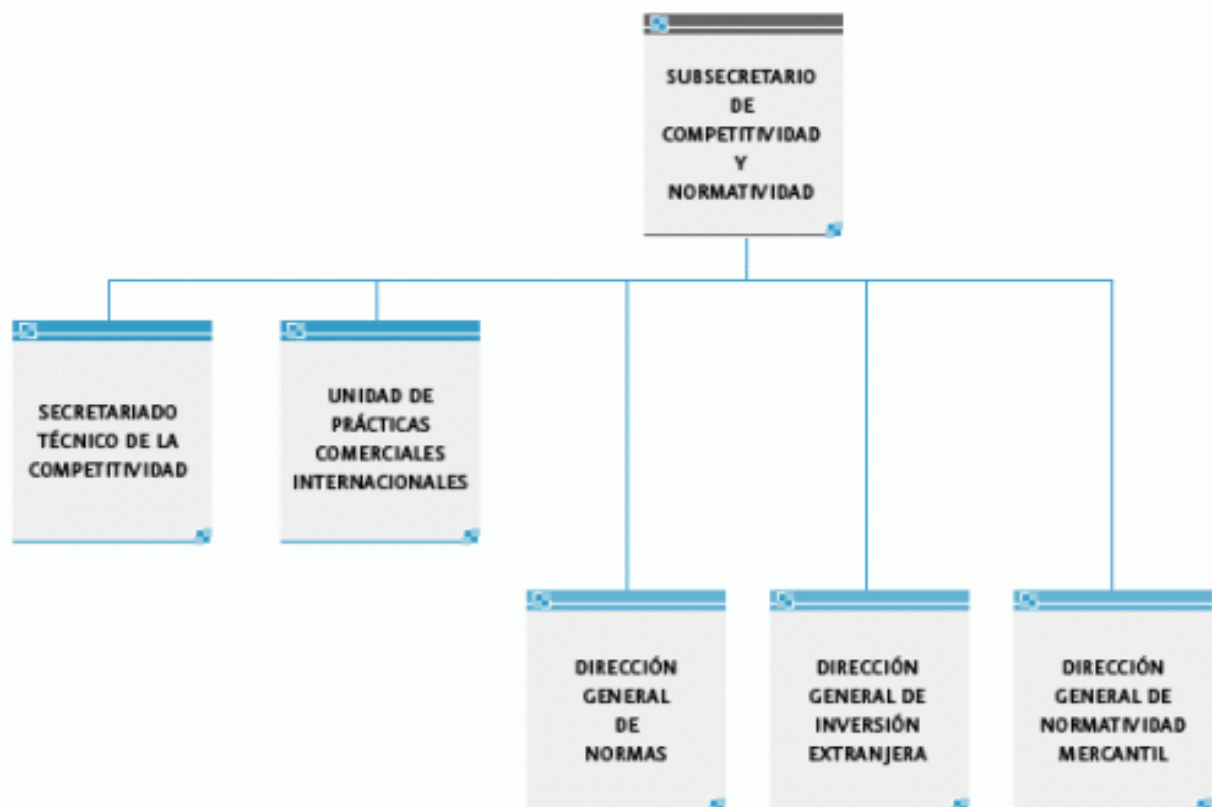 SUBSECRETARIO
DE
COMPETITIVIDAD
Y
NORMATIVIDAD
SECRETARIADO
TÉCNICO DE LA
COMPETITIVIDAD
UNIDAD DE
PRÁCTICAS
COMERCIALES
INTERNACIONALES
DIRECCIÓN
GENERAL
DE
NORMAS
DIRECCIÓN
GENERAL DE
INVERSIÓN
EXTRANJERA
DIRECCIÓN
GENERAL DE
NORMATIVIDAD
MERCANTIL